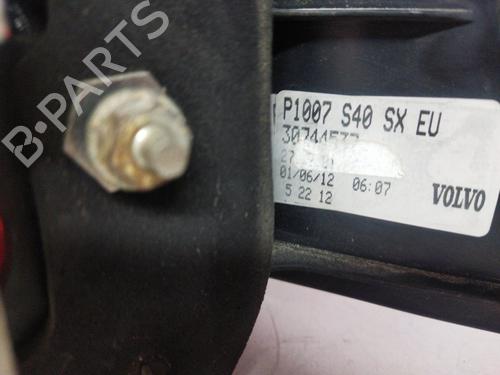 B-PARTS
P1007 S40 SX EU
01/06/12 06:07
5 22 12 VOLVO